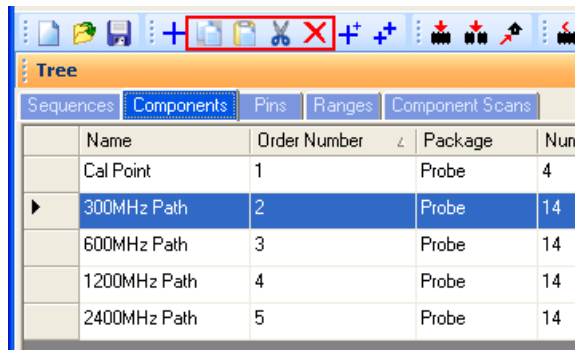 Tree
Sequences Components Pins Ranges Component Scans
Name Order Number Package Nun
Cal Point 1 Probe 4
300MHz Path 2 Probe 14
600MHz Path 3 Probe 14
1200MHz Path 4 Probe 14
2400MHz Path 5 Probe 14